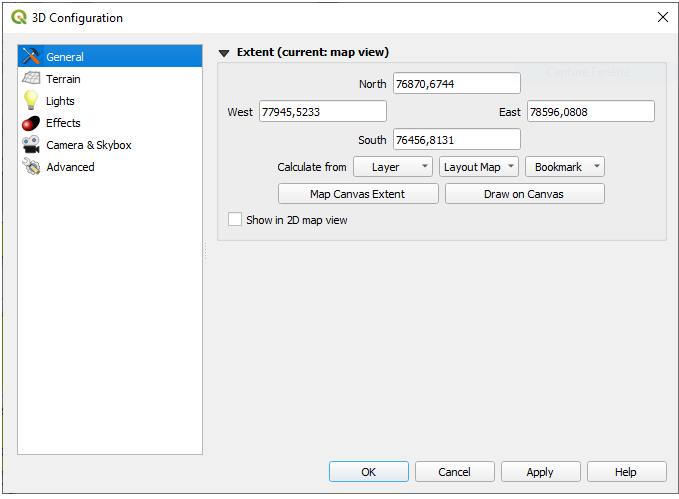 3D Configuration
General
Terrain
Lights
Effects
Camera & Skybox
Advanced
Extent (current: map view)
Capture Fenêtre
North 76870,6744
West 77945,5233 East 78596,0808
South 76456,8131
Calculate from Layer Layout Map Bookmark
Map Canvas Extent Draw on Canvas
Show in 2D map view
OK Cancel Apply Help